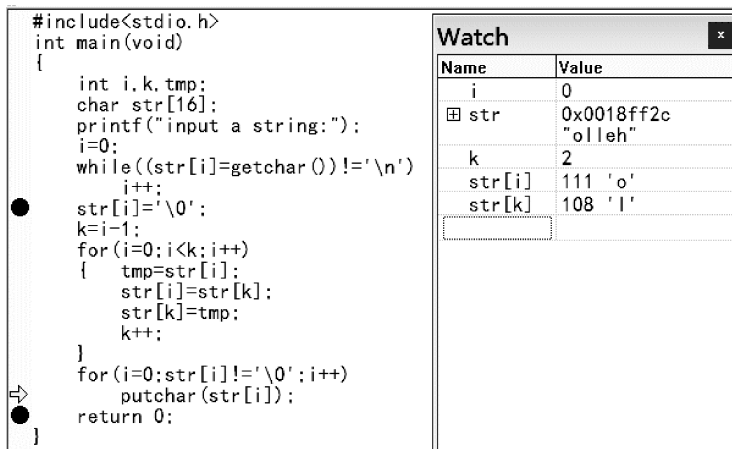 #include<stdio.h>
int main(void)
{
int i,k,tmp;
char str[16];
printf("input a string:");
i=0;
while((str[i]=getchar())!='\n')
i++;
str[i]='\0';
k=i-1;
for(i=0;i<k;i++)
{ tmp=str[i];
str[i]=str[k];
str[k]=tmp;
k++;
}
for(i=0;str[i]!='\0';i++)
putchar(str[i]);
return 0;
}
Watch x
Name Value
i 0
str 0x0018ff2c
"olleh"
k 2
str[i] 111 'o'
str[k] 108 'l'